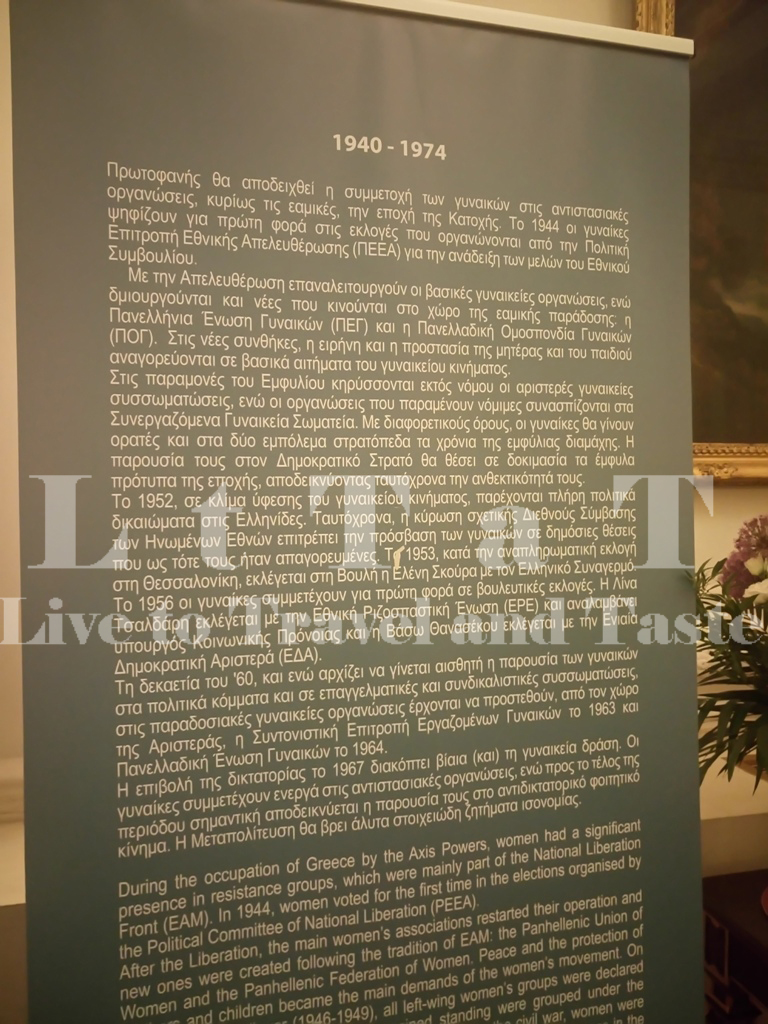 1940 - 1974
Πρωτοφανής θα αποδειχθεί η συμμετοχή των γυναικών στις αντιστασιακές
οργανώσεις, κυρίως τις εαμικές, την εποχή της Κατοχής. Το 1944 οι γυναίκες
ψηφίζουν για πρώτη φορά στις εκλογές που οργανώνονται από την Πολιτική
Επιτροπή Εθνικής Απελευθέρωσης (ΠΕΕΑ) για την ανάδειξη των μελών του Εθνικού
Συμβουλίου.
Με την Απελευθέρωση επαναλειτουργούν οι βασικές γυναικείες οργανώσεις, ενώ
δμιουργούνται και νέες που κινούνται στο χώρο της εαμικής παράδοσης: η
Πανελλήνια Ένωση Γυναικών (ΠΕΓ) και η Πανελλαδική Ομοσπονδία Γυναικών
(ΠΟΓ). Στις νέες συνθήκες, η ειρήνη και η προστασία της μητέρας και του παιδιού
αναγορεύονται σε βασικά αιτήματα του γυναικείου κινήματος.
Στις παραμονές του Εμφυλίου κηρύσσονται εκτός νόμου οι αριστερές γυναικείες
συσσωματώσεις, ενώ οι οργανώσεις που παραμένουν νόμιμες συνασπίζονται στα
Συνεργαζόμενα Γυναικεία Σωματεία. Με διαφορετικούς όρους, οι γυναίκες θα γίνουν
ορατές και στα δύο εμπόλεμα στρατόπεδα τα χρόνια της εμφύλιας διαμάχης. Η
παρουσία τους στον Δημοκρατικό Στρατό θα θέσει σε δοκιμασία τα έμφυλα
πρότυπα της εποχής, αποδεικνύοντας ταυτόχρονα την ανθεκτικότητά τους.
Το 1952, σε κλίμα ύφεσης του γυναικείου κινήματος, παρέχονται πλήρη πολιτικά
δικαιώματα στις Ελληνίδες. Ταυτόχρονα, η κύρωση σχετικής Διεθνούς Σύμβασης
των Ηνωμένων Εθνών επιτρέπει την πρόσβαση των γυναικών σε δημόσιες θέσεις
που ως τότε τους ήταν απαγορευμένες. Το 1953, κατά την αναπληρωματική εκλογή
στη Θεσσαλονίκη, εκλέγεται στη Βουλή η Ελένη Σκούρα με τον Ελληνικό Συναγερμό.
Το 1956 οι γυναίκες συμμετέχουν για πρώτη φορά σε βουλευτικές εκλογές. Η Λίνα
Τσαλδάρη εκλέγεται με την Εθνική Ριζοσπαστική Ένωση (ΕΡΕ) και αναλαμβάνει
υπουργός Κοινωνικής Πρόνοιας και η Βάσω Θανασέκου εκλέγεται με την Ενιαία
Δημοκρατική Αριστερά (ΕΔΑ).
Τη δεκαετία του '60, και ενώ αρχίζει να γίνεται αισθητή η παρουσία των γυναικών
στα πολιτικά κόμματα και σε επαγγελματικές και συνδικαλιστικές συσσωματώσεις,
στις παραδοσιακές γυναικείες οργανώσεις έρχονται να προστεθούν, από τον χώρο
της Αριστεράς, η Συντονιστική Επιτροπή Εργαζομένων Γυναικών το 1963 και
Πανελλαδική Ένωση Γυναικών το 1964.
Η επιβολή της δικτατορίας το 1967 διακόπτει βίαια (και) τη γυναικεία δράση. Οι
γυναίκες συμμετέχουν ενεργά στις αντιστασιακές οργανώσεις, ενώ προς το τέλος της
περιόδου σημαντική αποδεικνύεται η παρουσία τους στο αντιδικτατορικό φοιτητικό
κίνημα. Η Μεταπολίτευση θα βρει άλυτα στοιχειώδη ζητήματα ισονομίας.
During the occupation of Greece by the Axis Powers, women had a significant
presence in resistance groups, which were mainly part of the National Liberation
Front (EAM). In 1944, women voted for the first time in the elections organised by
the Political Committee of National Liberation (PEEA).
After the Liberation, the main women's associations restarted their operation and
new ones were created following the tradition of EAM: the Panhellenic Union of
Women and the Panhellenic Federation of Women. Peace and the protection of
and children became the main demands of the women's movement. On
(1946-1949), all left-wing women's groups were declared
standing were grouped under the
civil war, women were
in the
LtTaT
Live to Travel and Taste